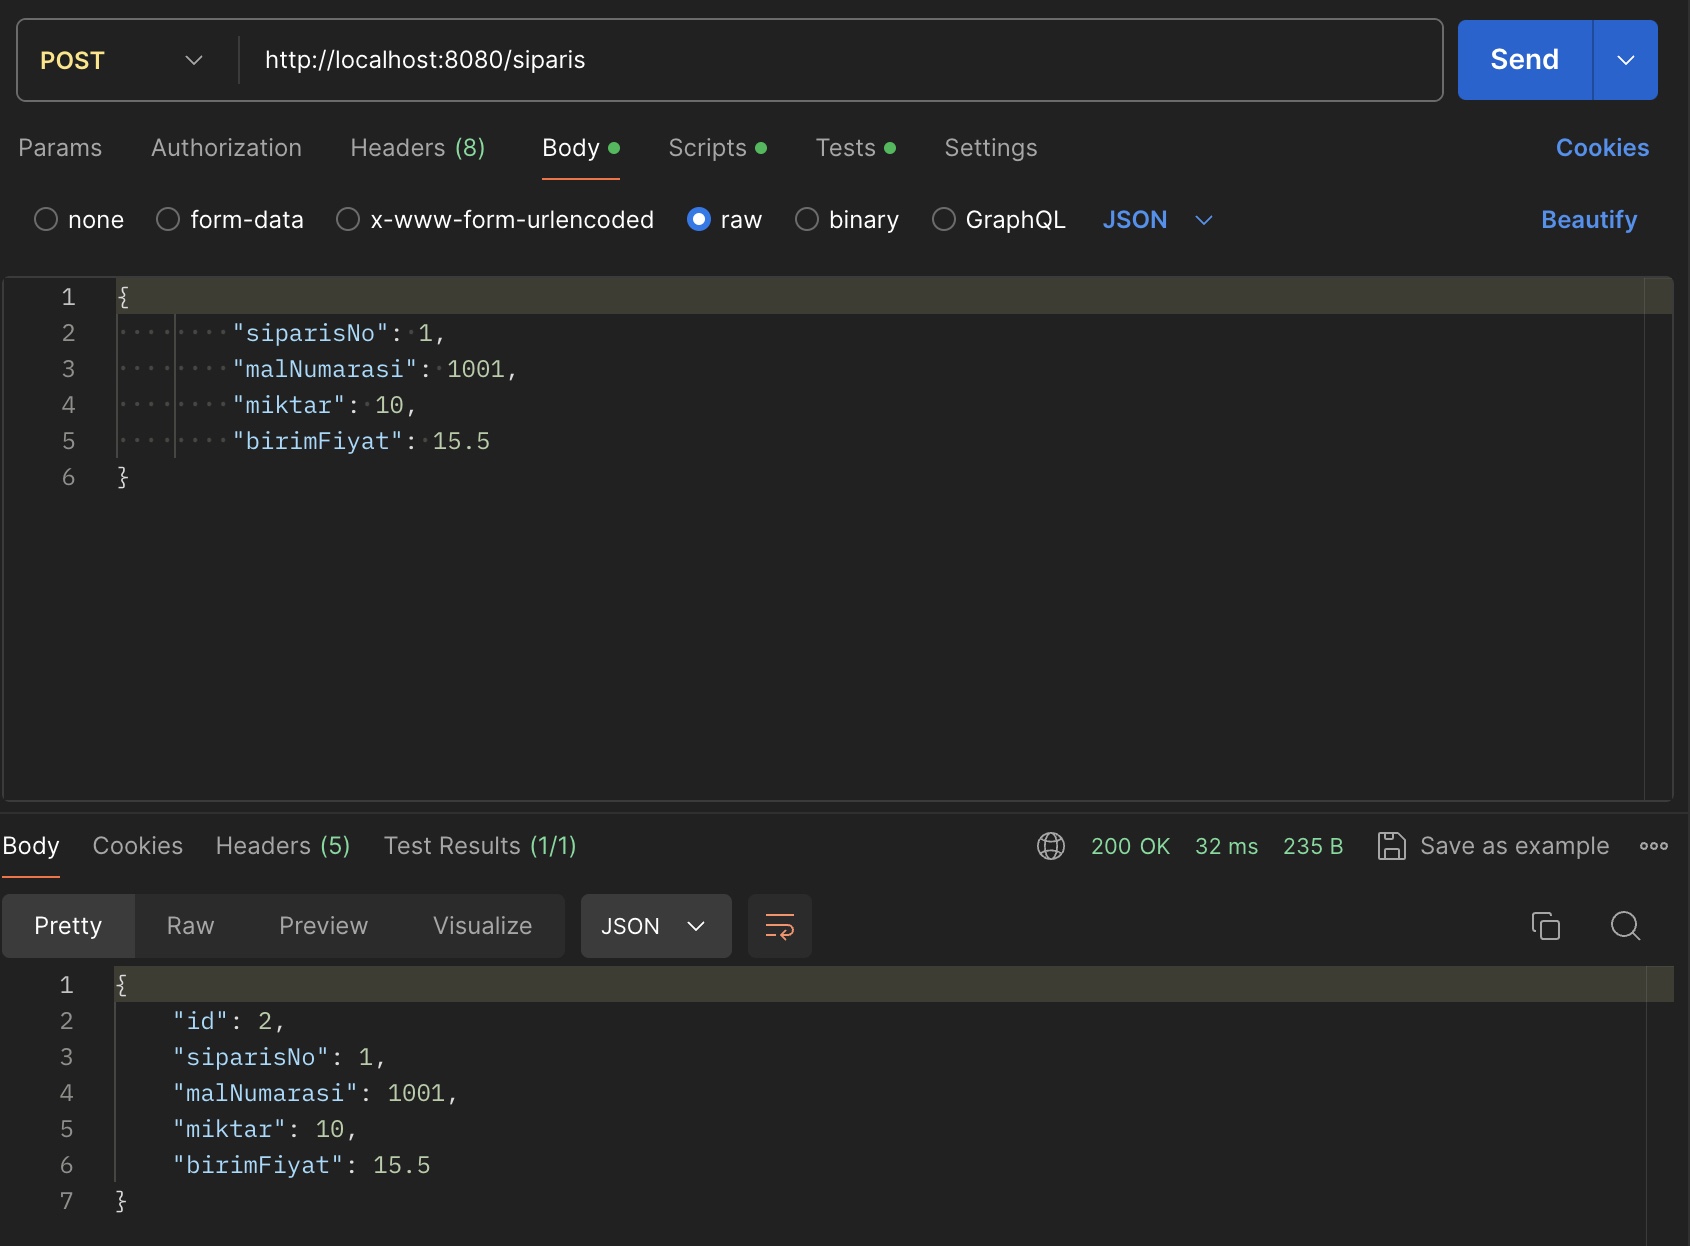 POST http://localhost:8080/siparis Send
Params Authorization Headers (8) Body Scripts Tests Settings Cookies
none form-data x-www-form-urlencoded raw binary GraphQL JSON Beautify
1 {
2 "siparisNo": 1,
3 "malNumarasi": 1001,
4 "miktar": 10,
5 "birimFiyat": 15.5
6 }
Body Cookies Headers (5) Test Results (1/1) 200 OK 32 ms 235 B Save as example
Pretty Raw Preview Visualize JSON
1 {
2 "id": 2,
3 "siparisNo": 1,
4 "malNumarasi": 1001,
5 "miktar": 10,
6 "birimFiyat": 15.5
7 }